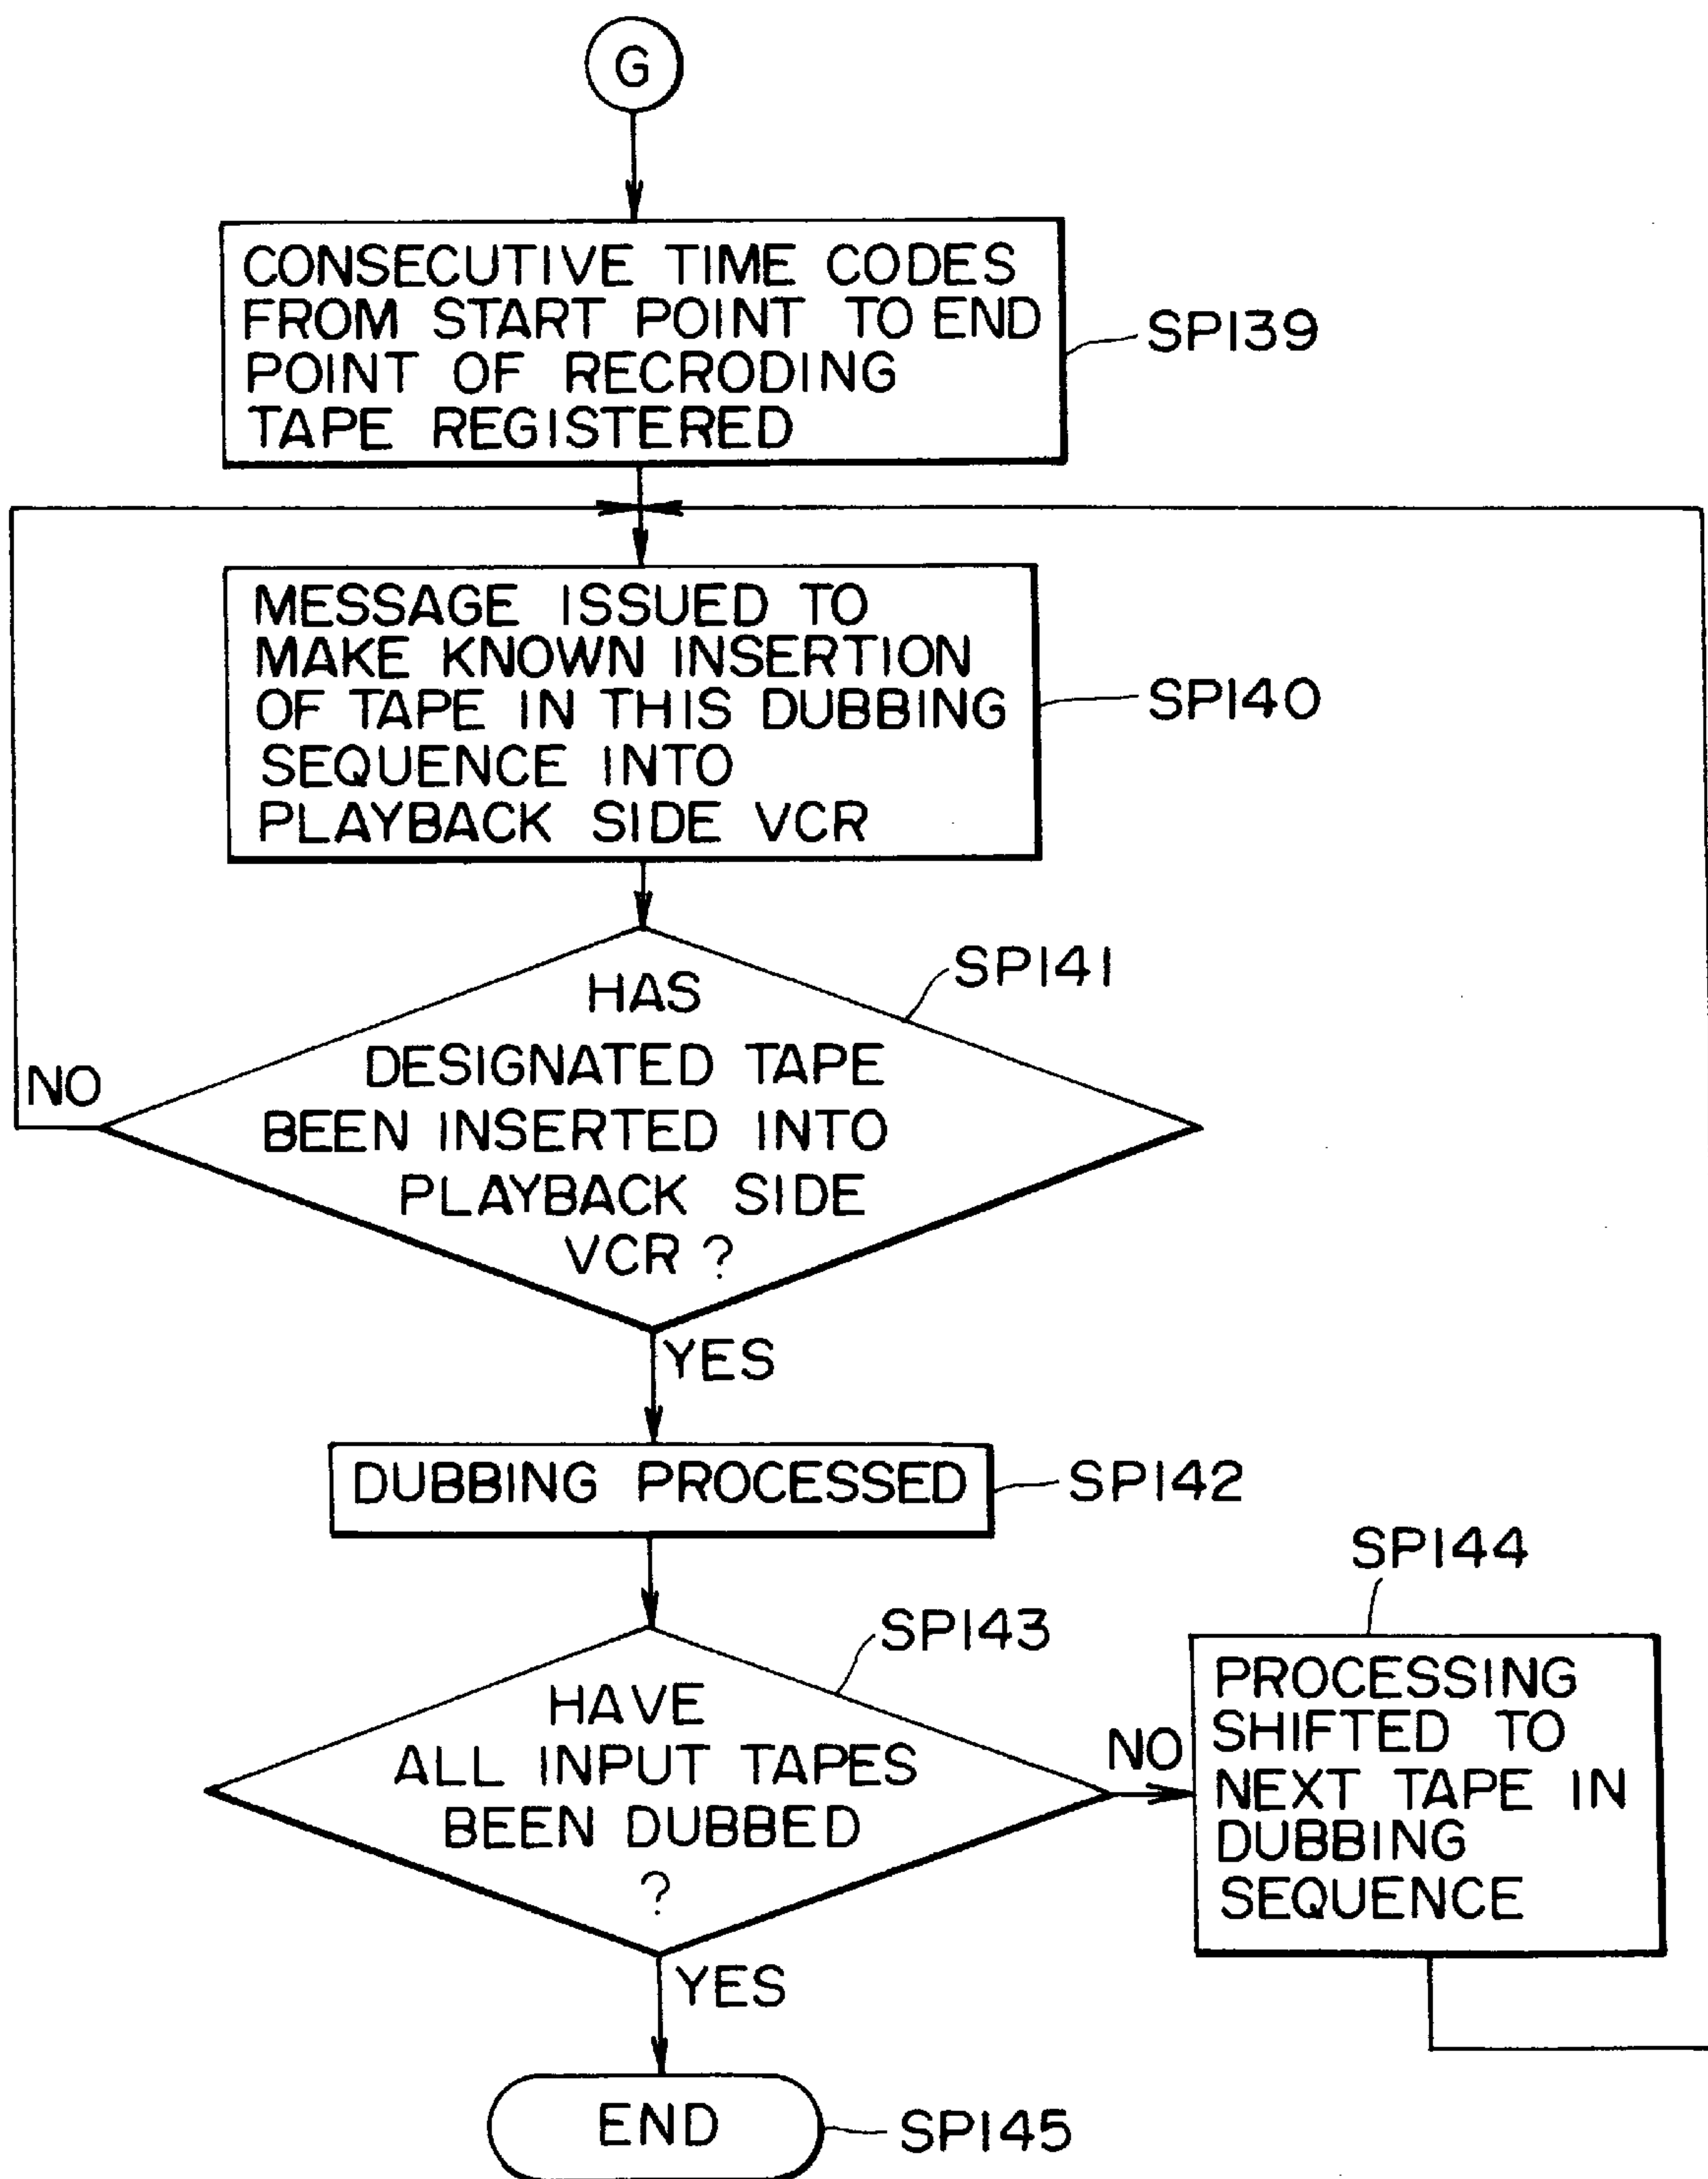 G
CONSECUTIVE TIME CODES
FROM START POINT TO END
POINT OF RECRODING
TAPE REGISTERED
SP139
MESSAGE ISSUED TO
MAKE KNOWN INSERTION
OF TAPE IN THIS DUBBING
SEQUENCE INTO
PLAYBACK SIDE VCR
SP140
SP141
HAS
DESIGNATED TAPE
BEEN INSERTED INTO
PLAYBACK SIDE
VCR ?
NO
YES
DUBBING PROCESSED
SP142
SP143
HAVE
ALL INPUT TAPES
BEEN DUBBED
?
NO
SP144
PROCESSING
SHIFTED TO
NEXT TAPE IN
DUBBING
SEQUENCE
YES
END
SP145